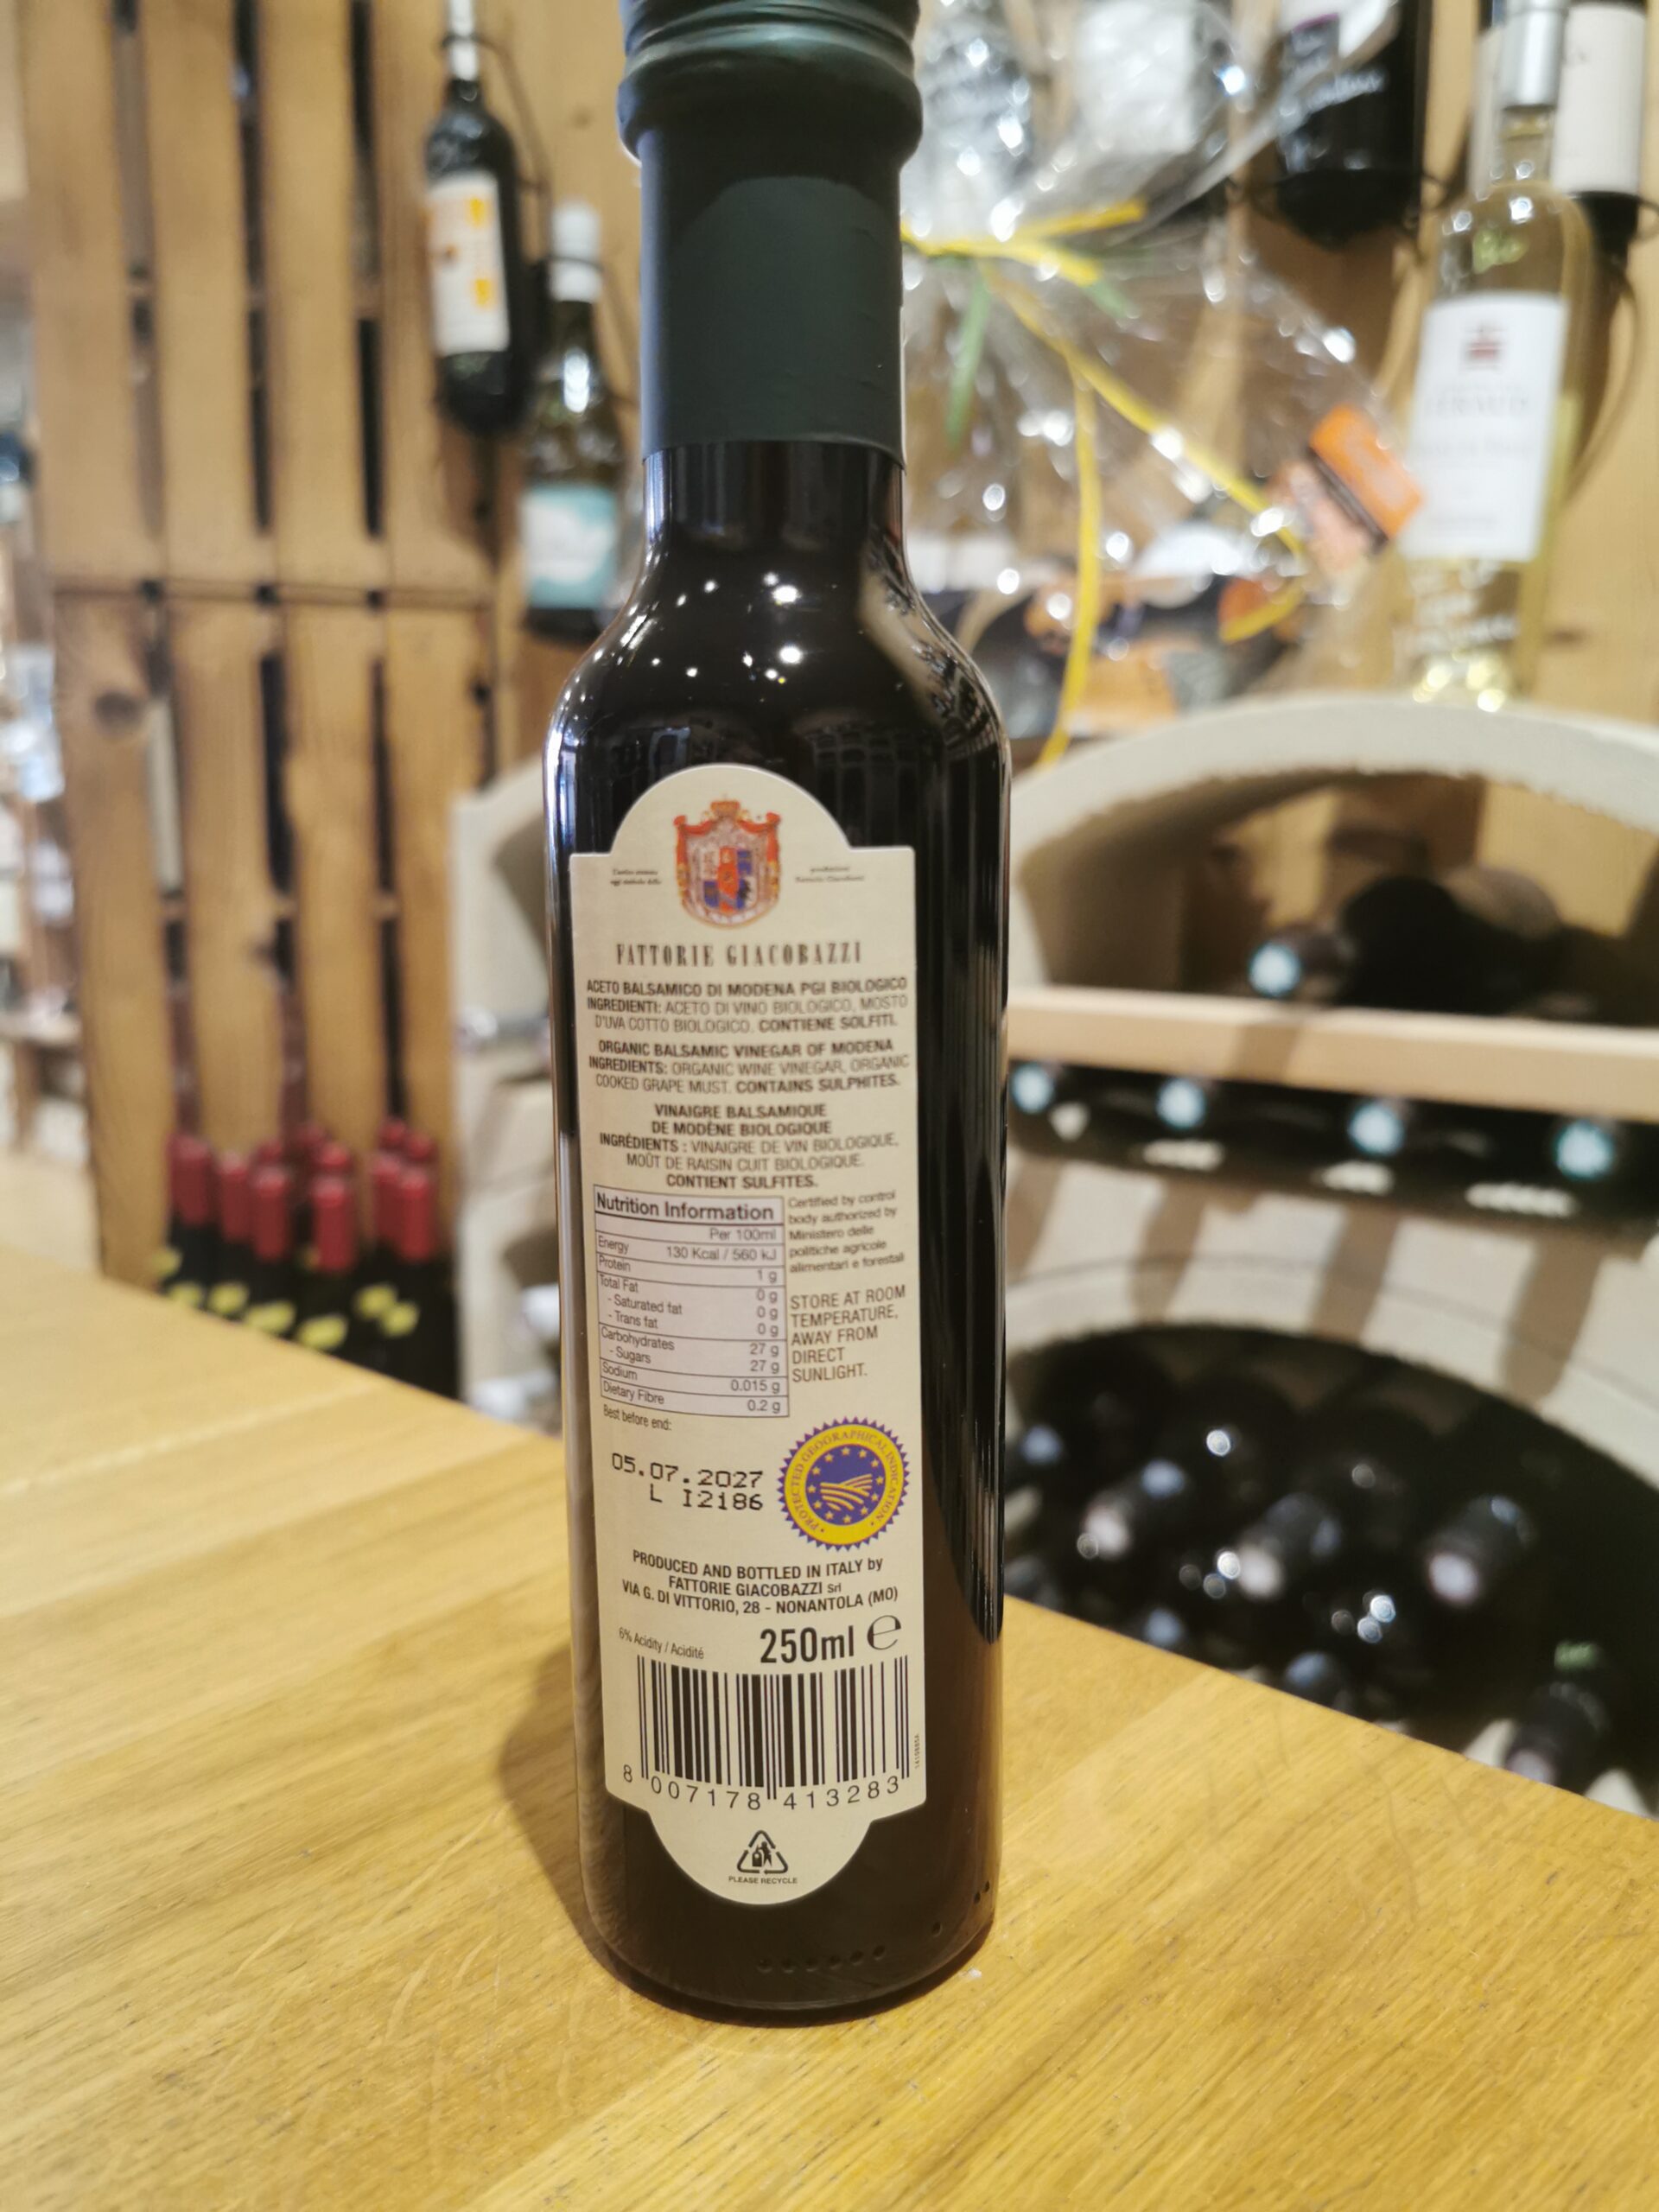 FATTORIE GIACOBAZZI
ACETO BALSAMICO DI MODENA PGI BIOLOGICO
INGREDIENTI: ACETO DI VINO BIOLOGICO, MOSTO
D'UVA COTTO BIOLOGICO. CONTIENE SOLFITI.
ORGANIC BALSAMIC VINEGAR OF MODENA
INGREDIENTS: ORGANIC WINE VINEGAR, ORGANIC
COOKED GRAPE MUST. CONTAINS SULPHITES.
VINAIGRE BALSAMIQUE
DE MODÈNE BIOLOGIQUE
INGRÉDIENTS : VINAIGRE DE VIN BIOLOGIQUE,
MOÛT DE RAISIN CUIT BIOLOGIQUE.
CONTIENT SULFITES.
Nutrition Information
Per 100ml
Energy 130 Kcal / 560 kJ
Protein 1 g
Total Fat 0 g
- Saturated fat 0 g
- Trans fat 0 g
Carbohydrates 27 g
- Sugars 27 g
Sodium 0.015 g
Dietary Fibre 0.2 g
Certified by control
body authorized by
Ministero delle
politiche agricole
alimentari e forestali
STORE AT ROOM
TEMPERATURE,
AWAY FROM
DIRECT
SUNLIGHT.
Best before end:
05.07.2027
L I2186
PROTECTED GEOGRAPHICAL INDICATION
PRODUCED AND BOTTLED IN ITALY by
FATTORIE GIACOBAZZI Srl
VIA G. DI VITTORIO, 28 - NONANTOLA (MO)
6% Acidity / Acidité
250ml ℮
8 007178 413283
PLEASE RECYCLE